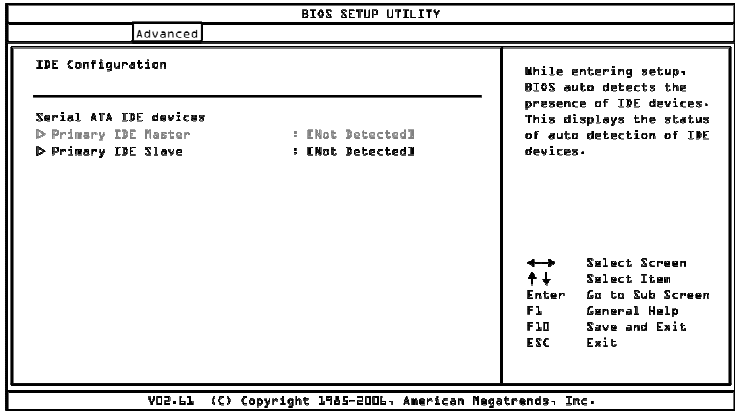 BIOS SETUP UTILITY
Advanced
IDE Configuration
Serial ATA IDE devices
▷ Primary IDE Master : [Not Detected]
▷ Primary IDE Slave : [Not Detected]
While entering setup,
BIOS auto detects the
presence of IDE devices.
This displays the status
of auto detection of IDE
devices.
←→ Select Screen
↑↓ Select Item
Enter Go to Sub Screen
F1 General Help
F10 Save and Exit
ESC Exit
V02.61 (C) Copyright 1985-2006, American Megatrends, Inc.